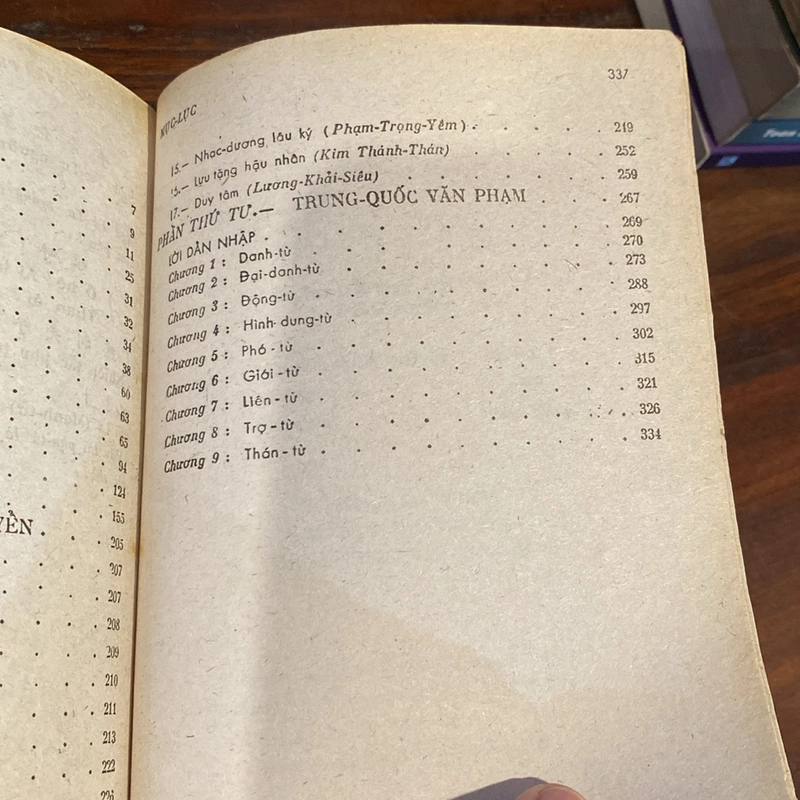 7
9
11
25
31
32
34
38
60
63
65
94
124
155
YỂN .
205
207
207
208
209
210
211
213
222
226
MỤC-LỤC 337
15.— Nhạc-dương, lâu ký (Phạm-Trọng-Yêm) . . . . . 249
16.— Lưu tặng hậu nhân (Kim Thánh-Thán) . . . . 252
17.— Duy tâm (Lương-Khải-Siêu) . . . . . . 259
PHẦN THỨ TƯ.— TRUNG-QUỐC VĂN PHẠM . . . 267
LỜI DẪN NHẬP . . . . . . . . . 269
Chương 1 : Danh-từ . . . . . . . . 270
Chương 2 : Đại-danh-từ . . . . . . . 273
Chương 3 : Động-từ . . . . . . . . 288
Chương 4 : Hình-dung-từ . . . . . . . 297
Chương 5 : Phó-từ . . . . . . . . 302
Chương 6 : Giới-từ . . . . . . . . 315
Chương 7 : Liên-từ . . . . . . . . 321
Chương 8 : Trợ-từ . . . . . . . . 326
Chương 9 : Thán-từ . . . . . . . . 334